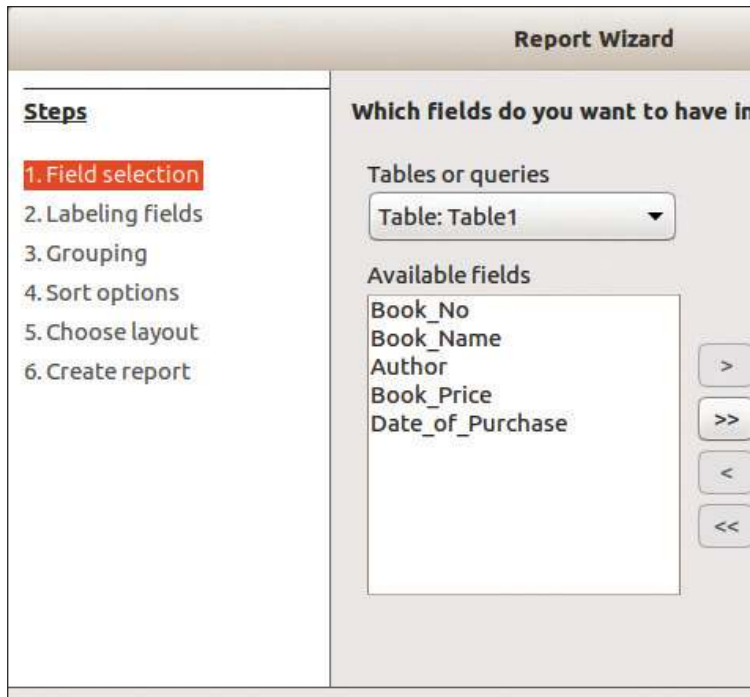 Report Wizard
Steps
1. Field selection
2. Labeling fields
3. Grouping
4. Sort options
5. Choose layout
6. Create report
Which fields do you want to have in
Tables or queries
Table: Table1
Available fields
Book_No
Book_Name
Author
Book_Price
Date_of_Purchase
>
>>
<
<<